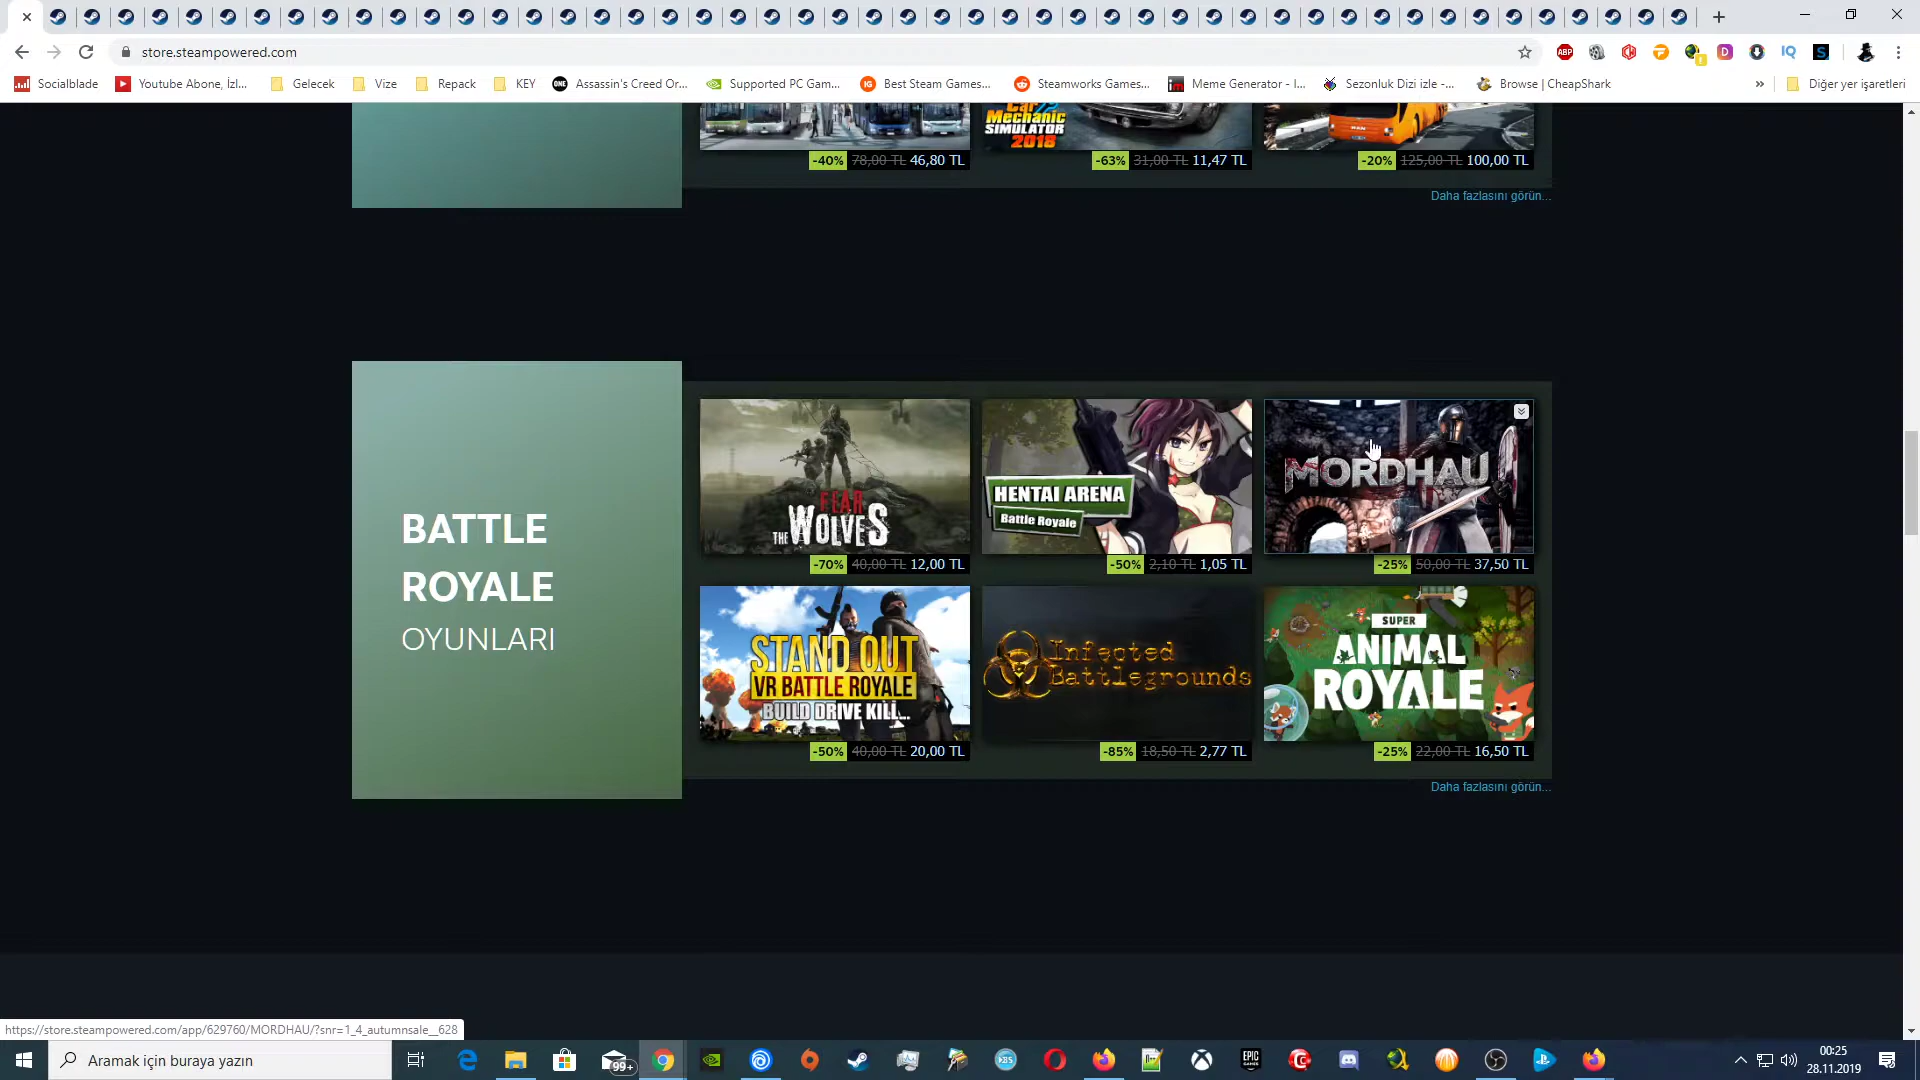 store.steampowered.com
Socialblade
Youtube Abone, İzl...
Gelecek
Vize
Repack
KEY
Assassin's Creed Or...
Supported PC Gam...
Best Steam Games...
Steamworks Games...
Meme Generator - I...
Sezonluk Dizi izle -...
Browse | CheapShark
»
Diğer yer işaretleri
Car
Mechanic
SIMULATOR
2018
-40% 78,00 TL 46,80 TL
-63% 31,00 TL 11,47 TL
-20% 125,00 TL 100,00 TL
Daha fazlasını görün...
BATTLE
ROYALE
OYUNLARI
FEAR
THE WOLVES
-70% 40,00 TL 12,00 TL
HENTAI ARENA
Battle Royale
-50% 2,10 TL 1,05 TL
MORDHAU
-25% 50,00 TL 37,50 TL
STAND OUT
VR BATTLE ROYALE
BUILD DRIVE KILL...
-50% 40,00 TL 20,00 TL
Infected
Battlegrounds
-85% 18,50 TL 2,77 TL
SUPER
ANIMAL
ROYALE
-25% 22,00 TL 16,50 TL
Daha fazlasını görün...
https://store.steampowered.com/app/629760/MORDHAU/?snr=1_4_autumnsale__628
Aramak için buraya yazın
99+
00:25
28.11.2019